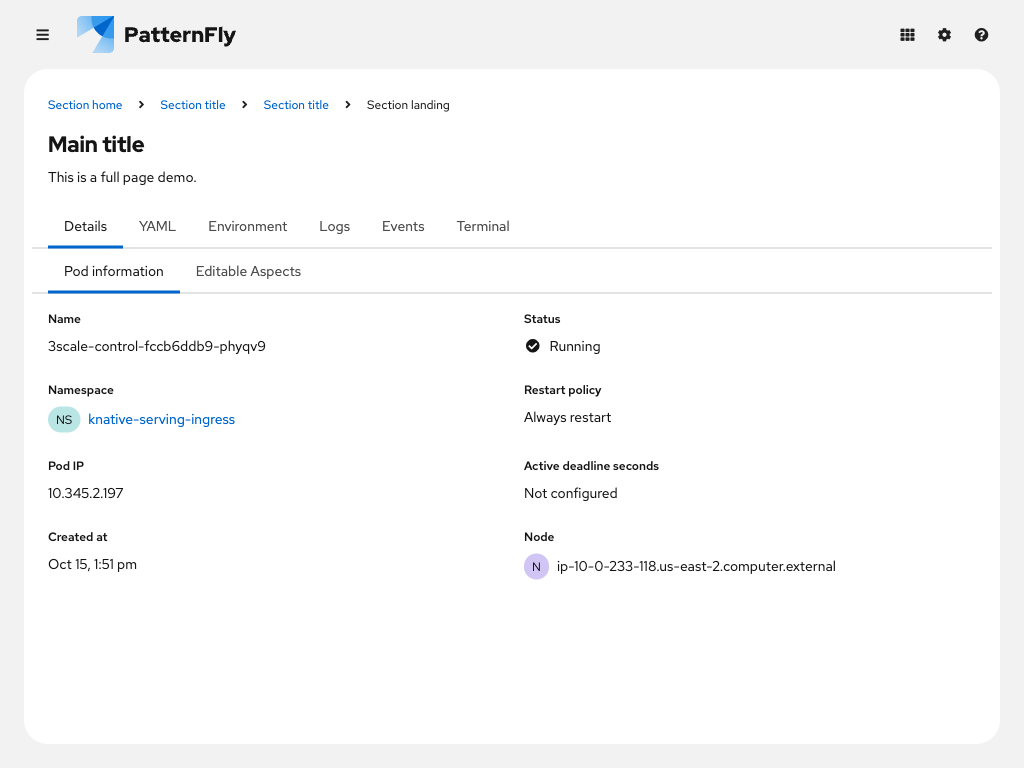 PatternFly
Section home Section title Section title Section landing
Main title
This is a full page demo.
Details YAML Environment Logs Events Terminal
Pod information Editable Aspects
Name
3scale-control-fccb6ddb9-phyqv9
Status
Running
Namespace
NS knative-serving-ingress
Restart policy
Always restart
Pod IP
10.345.2.197
Active deadline seconds
Not configured
Created at
Oct 15, 1:51 pm
Node
N ip-10-0-233-118.us-east-2.computer.external